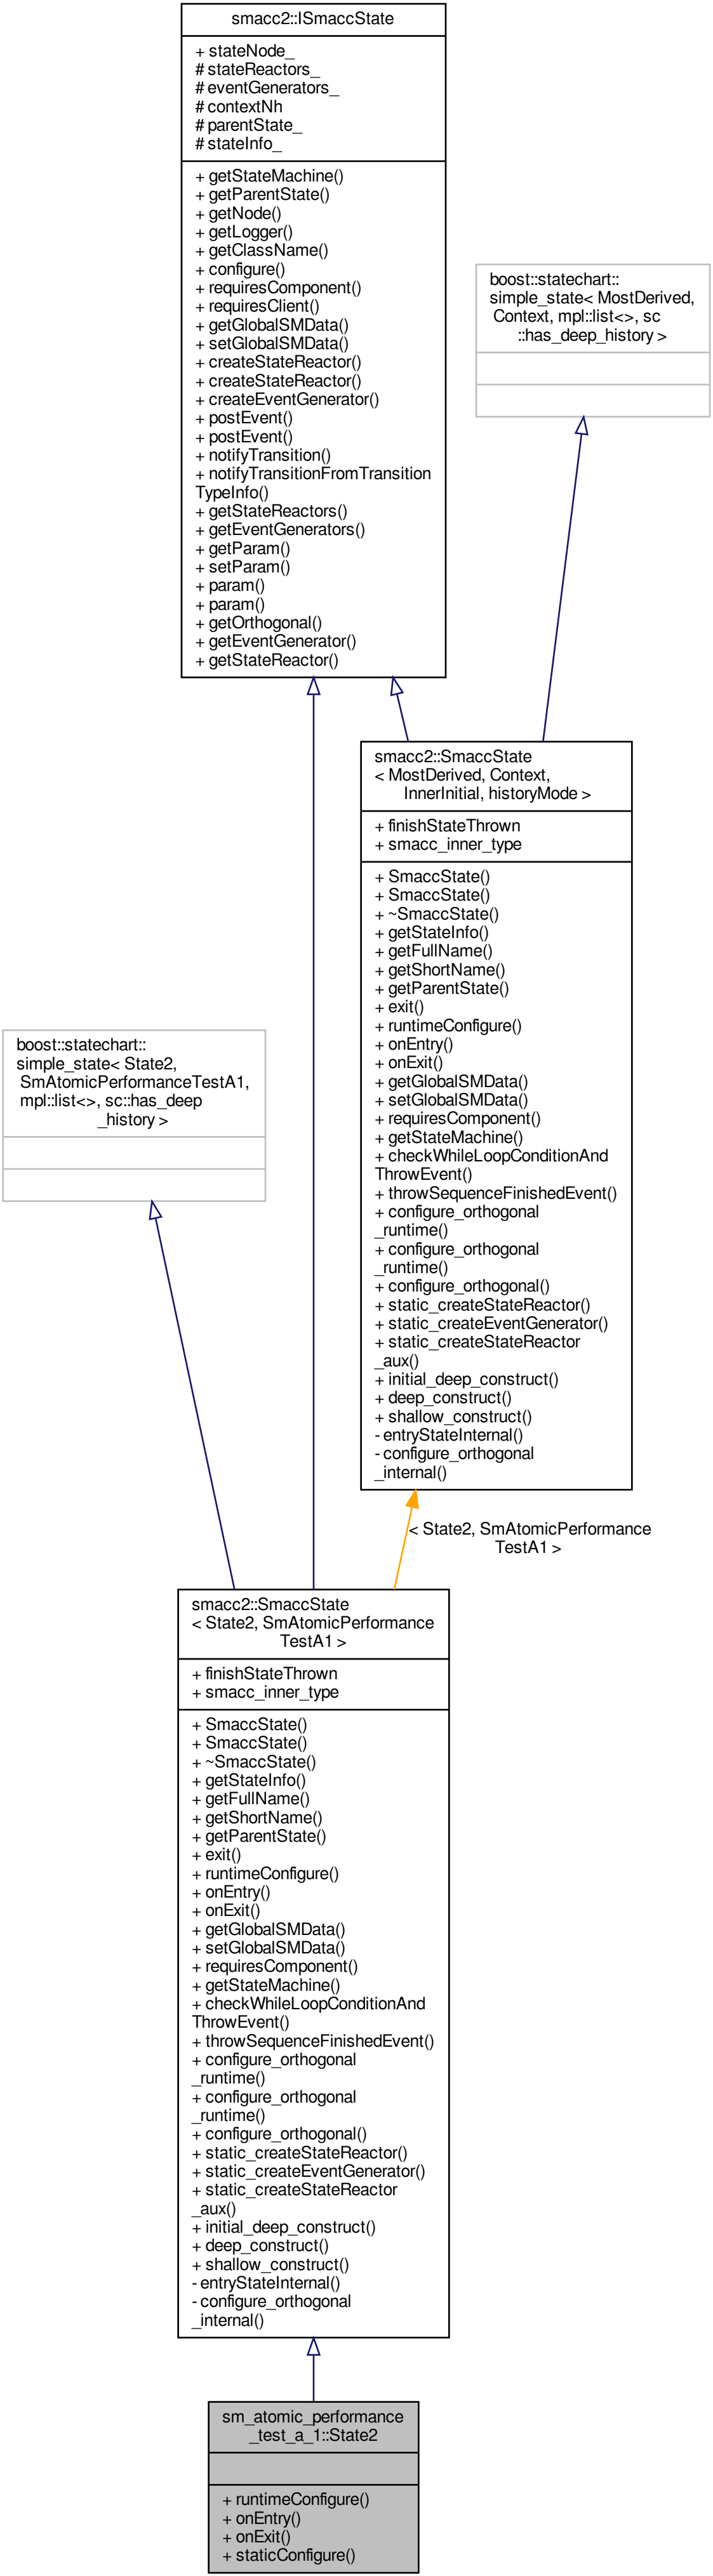 smacc2::ISmaccState
+ stateNode_
# stateReactors_
# eventGenerators_
# contextNh
# parentState_
# stateInfo_
+ getStateMachine()
+ getParentState()
+ getNode()
+ getLogger()
+ getClassName()
+ configure()
+ requiresComponent()
+ requiresClient()
+ getGlobalSMData()
+ setGlobalSMData()
+ createStateReactor()
+ createStateReactor()
+ createEventGenerator()
+ postEvent()
+ postEvent()
+ notifyTransition()
+ notifyTransitionFromTransition
TypeInfo()
+ getStateReactors()
+ getEventGenerators()
+ getParam()
+ setParam()
+ param()
+ param()
+ getOrthogonal()
+ getEventGenerator()
+ getStateReactor()
boost::statechart::
simple_state< MostDerived,
Context, mpl::list<>, sc
::has_deep_history >
smacc2::SmaccState
< MostDerived, Context,
InnerInitial, historyMode >
+ finishStateThrown
+ smacc_inner_type
+ SmaccState()
+ SmaccState()
+ ~SmaccState()
+ getStateInfo()
+ getFullName()
+ getShortName()
+ getParentState()
+ exit()
+ runtimeConfigure()
+ onEntry()
+ onExit()
+ getGlobalSMData()
+ setGlobalSMData()
+ requiresComponent()
+ getStateMachine()
+ checkWhileLoopConditionAnd
ThrowEvent()
+ throwSequenceFinishedEvent()
+ configure_orthogonal
_runtime()
+ configure_orthogonal
_runtime()
+ configure_orthogonal()
+ static_createStateReactor()
+ static_createEventGenerator()
+ static_createStateReactor
_aux()
+ initial_deep_construct()
+ deep_construct()
+ shallow_construct()
- entryStateInternal()
- configure_orthogonal
_internal()
boost::statechart::
simple_state< State2,
SmAtomicPerformanceTestA1,
mpl::list<>, sc::has_deep
_history >
< State2, SmAtomicPerformance
TestA1 >
smacc2::SmaccState
< State2, SmAtomicPerformance
TestA1 >
+ finishStateThrown
+ smacc_inner_type
+ SmaccState()
+ SmaccState()
+ ~SmaccState()
+ getStateInfo()
+ getFullName()
+ getShortName()
+ getParentState()
+ exit()
+ runtimeConfigure()
+ onEntry()
+ onExit()
+ getGlobalSMData()
+ setGlobalSMData()
+ requiresComponent()
+ getStateMachine()
+ checkWhileLoopConditionAnd
ThrowEvent()
+ throwSequenceFinishedEvent()
+ configure_orthogonal
_runtime()
+ configure_orthogonal
_runtime()
+ configure_orthogonal()
+ static_createStateReactor()
+ static_createEventGenerator()
+ static_createStateReactor
_aux()
+ initial_deep_construct()
+ deep_construct()
+ shallow_construct()
- entryStateInternal()
- configure_orthogonal
_internal()
sm_atomic_performance
_test_a_1::State2
+ runtimeConfigure()
+ onEntry()
+ onExit()
+ staticConfigure()